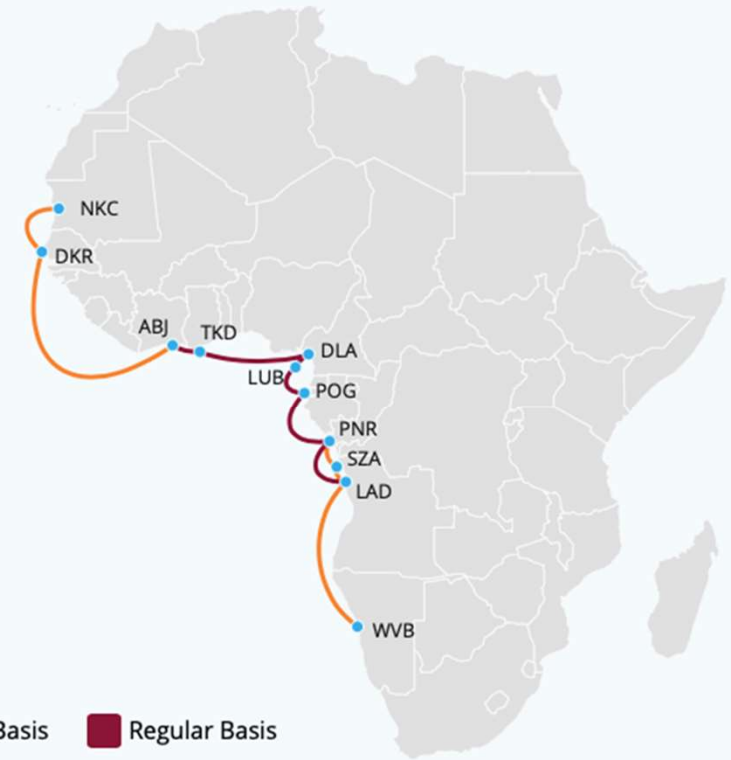 NKC
DKR
ABJ
TKD
DLA
LUB
POG
PNR
SZA
LAD
WVB
Basis
Regular Basis